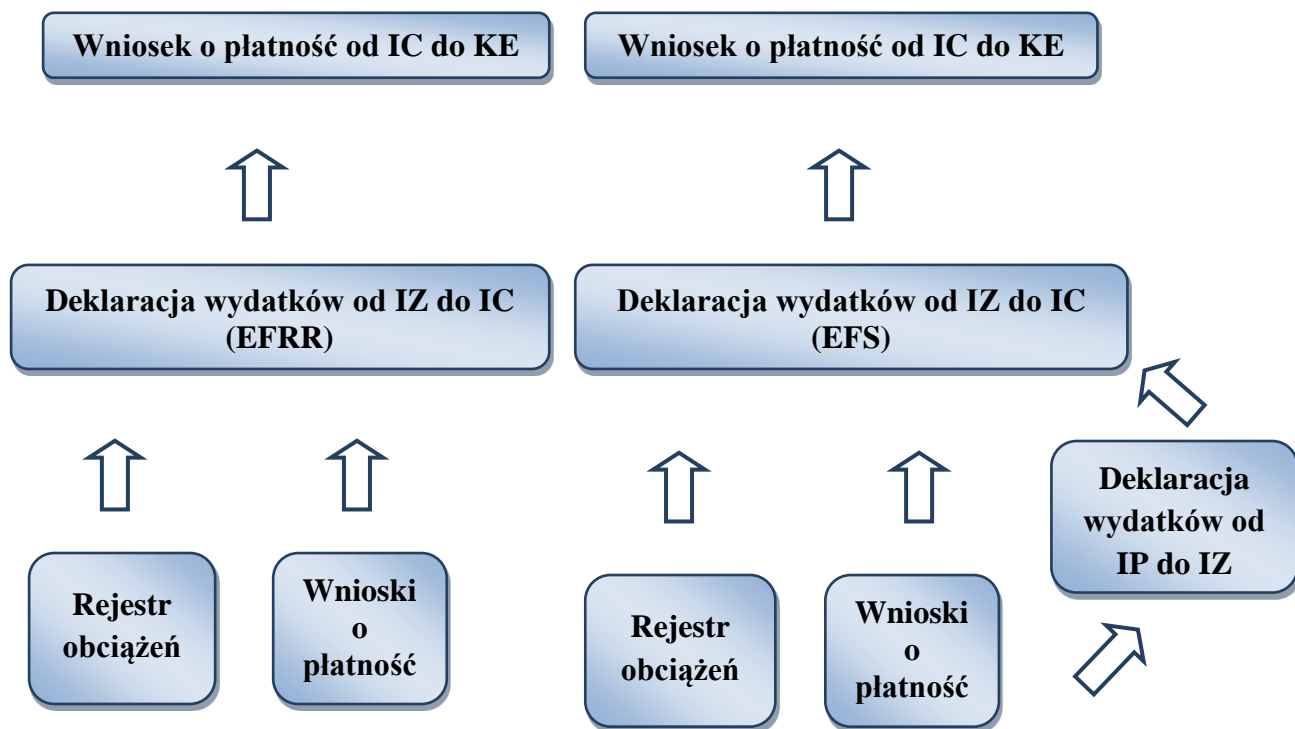 Wniosek o płatność od IC do KE
Wniosek o płatność od IC do KE
Deklaracja wydatków od IZ do IC
(EFRR)
Deklaracja wydatków od IZ do IC
(EFS)
Deklaracja
wydatków od
IP do IZ
Rejestr
obciążeń
Wnioski
o
płatność
Rejestr
obciążeń
Wnioski
o
płatność